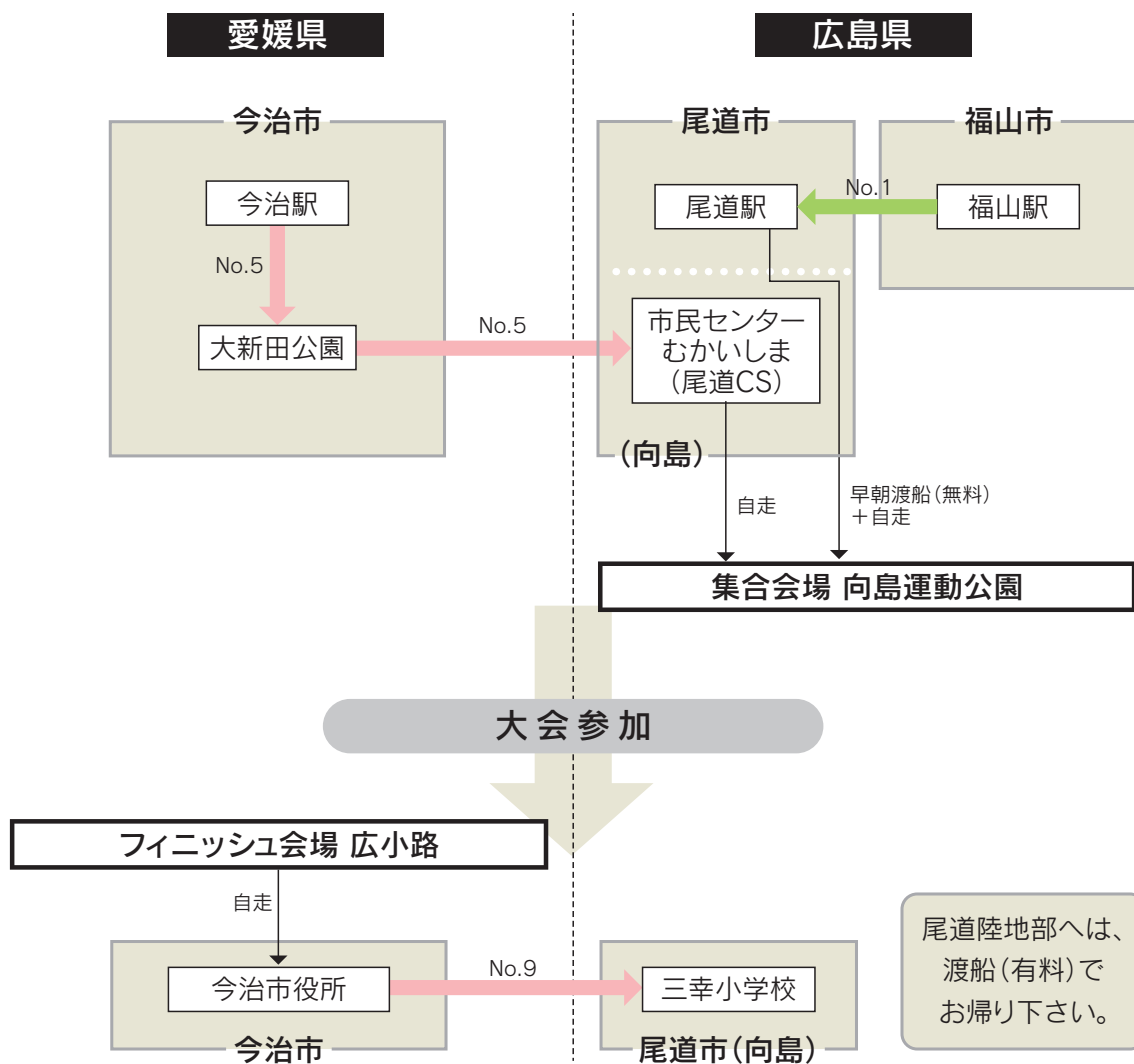 愛媛県
広島県
今治市
尾道市
福山市
今治駅
尾道駅
No.1
福山駅
No.5
大新田公園
No.5
市民センター
むかいしま
(尾道CS)
(向島)
自走
早朝渡船(無料)
＋自走
集合会場 向島運動公園
大会参加
フィニッシュ会場 広小路
自走
今治市役所
No.9
三幸小学校
今治市
尾道市(向島)
尾道陸地部へは、
渡船(有料)で
お帰り下さい。